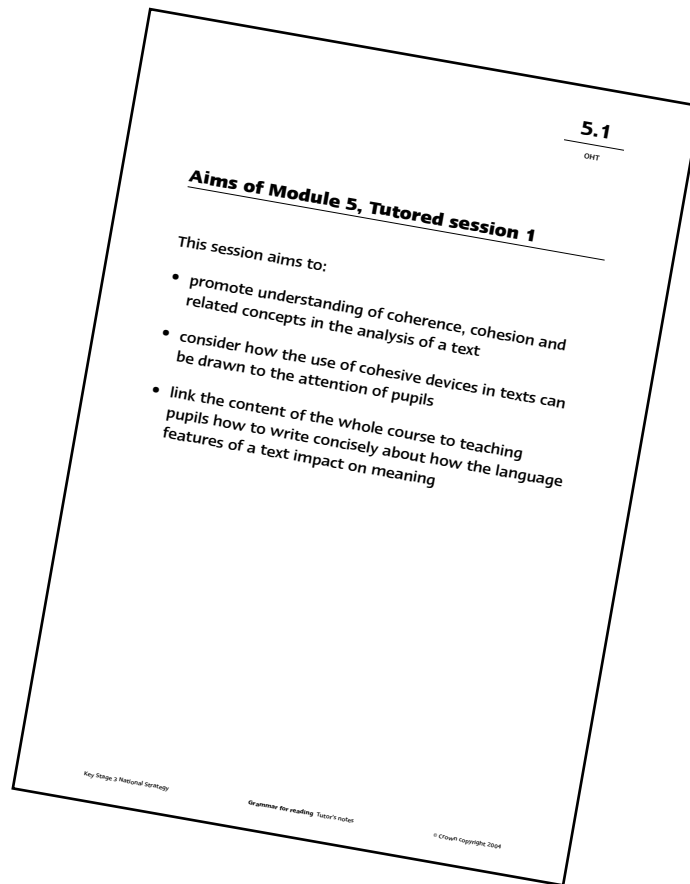 5.1
OHT
Aims of Module 5, Tutored session 1
This session aims to:
• promote understanding of coherence, cohesion and
related concepts in the analysis of a text
• consider how the use of cohesive devices in texts can
be drawn to the attention of pupils
• link the content of the whole course to teaching
pupils how to write concisely about how the language
features of a text impact on meaning
Key Stage 3 National Strategy
Grammar for reading Tutor's notes
© Crown copyright 2004